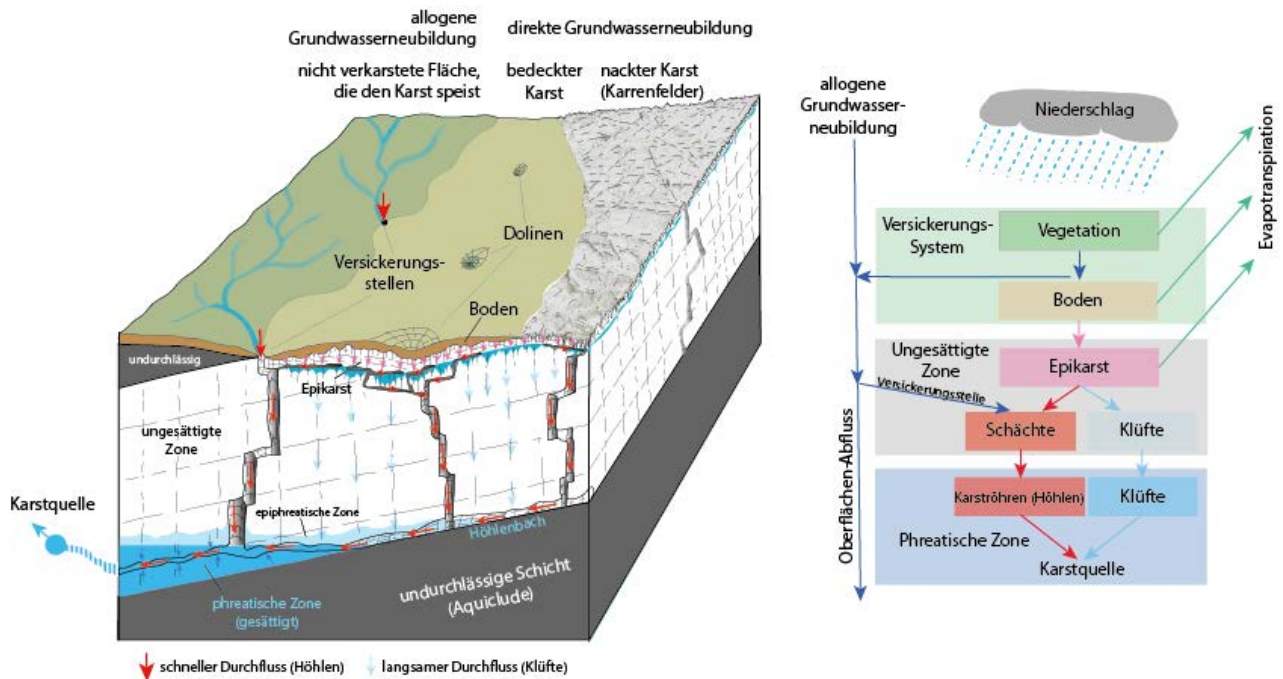 allogene
Grundwasserneubildung
direkte Grundwasserneubildung
nicht verkarstete Fläche,
die den Karst speist
bedeckter
Karst
nackter Karst
(Karrenfelder)
Dolinen
Versickerungs-
stellen
Boden
undurchlässig
Epikarst
ungesättigte
Zone
Karstquelle
epiphreatische Zone
Höhlenbach
undurchlässige Schicht
(Aquiclude)
phreatische Zone
(gesättigt)
schneller Durchfluss (Höhlen)
langsamer Durchfluss (Klüfte)
allogene
Grundwasser-
neubildung
Niederschlag
Evapotranspiration
Versickerungs-
System
Vegetation
Boden
Ungesättigte
Zone
Epikarst
Versickerungsstelle
Schächte
Klüfte
Oberflächen-Abfluss
Karströhren (Höhlen)
Klüfte
Phreatische Zone
Karstquelle